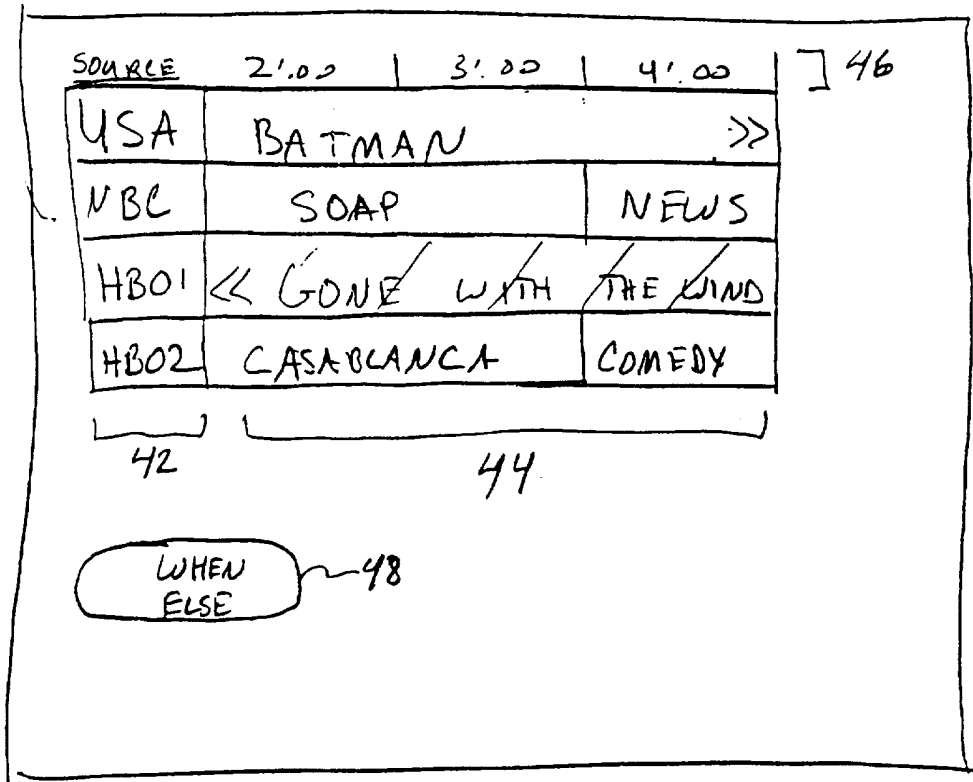 SOURCE 2:00 | 3:00 | 4:00 46
USA BATMAN >>
NBC SOAP NEWS
HBO1 << GONE WITH THE WIND
HBO2 CASABLANCA COMEDY
42 44
WHEN
ELSE 48